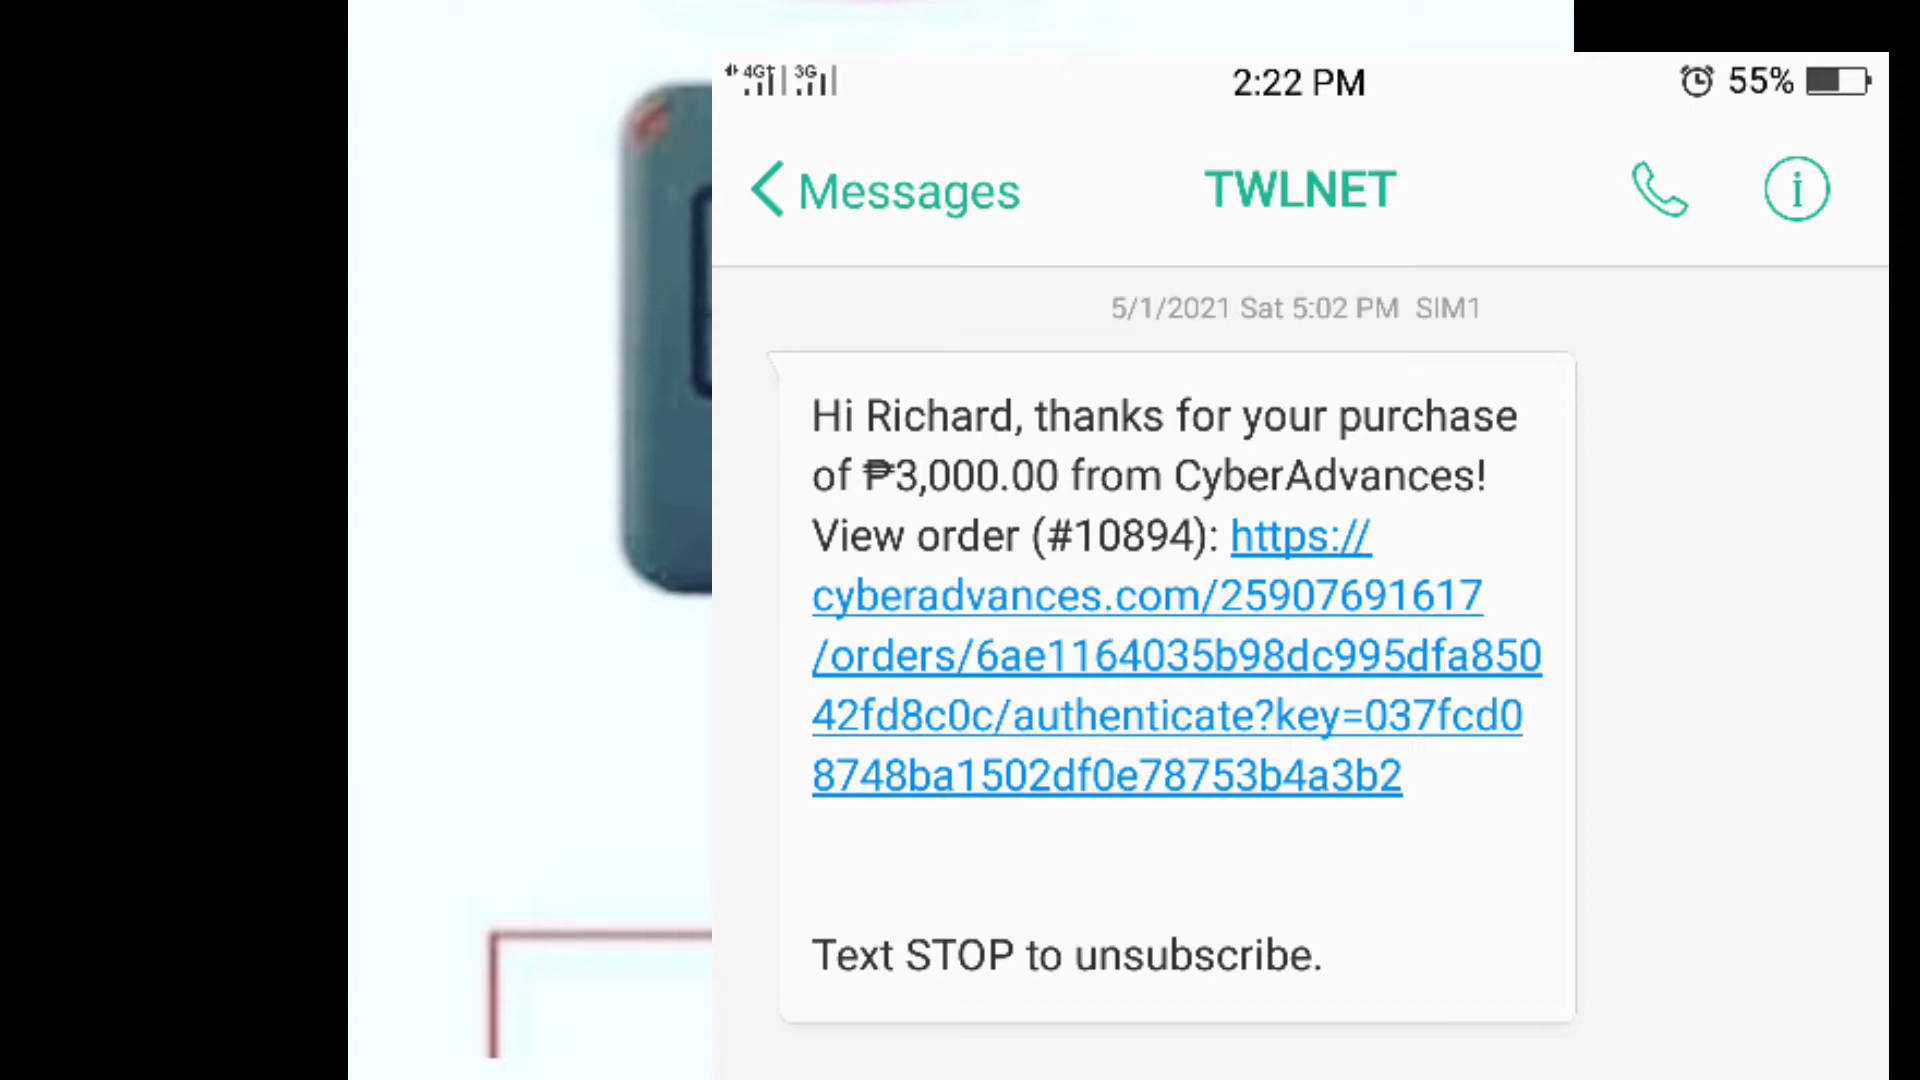 4G 3G 2:22 PM 55%
Messages TWLNET
5/1/2021 Sat 5:02 PM SIM1
Hi Richard, thanks for your purchase
of ₱3,000.00 from CyberAdvances!
View order (#10894): https://
cyberadvances.com/25907691617
/orders/6ae1164035b98dc995dfa850
42fd8c0c/authenticate?key=037fcd0
8748ba1502df0e78753b4a3b2
Text STOP to unsubscribe.